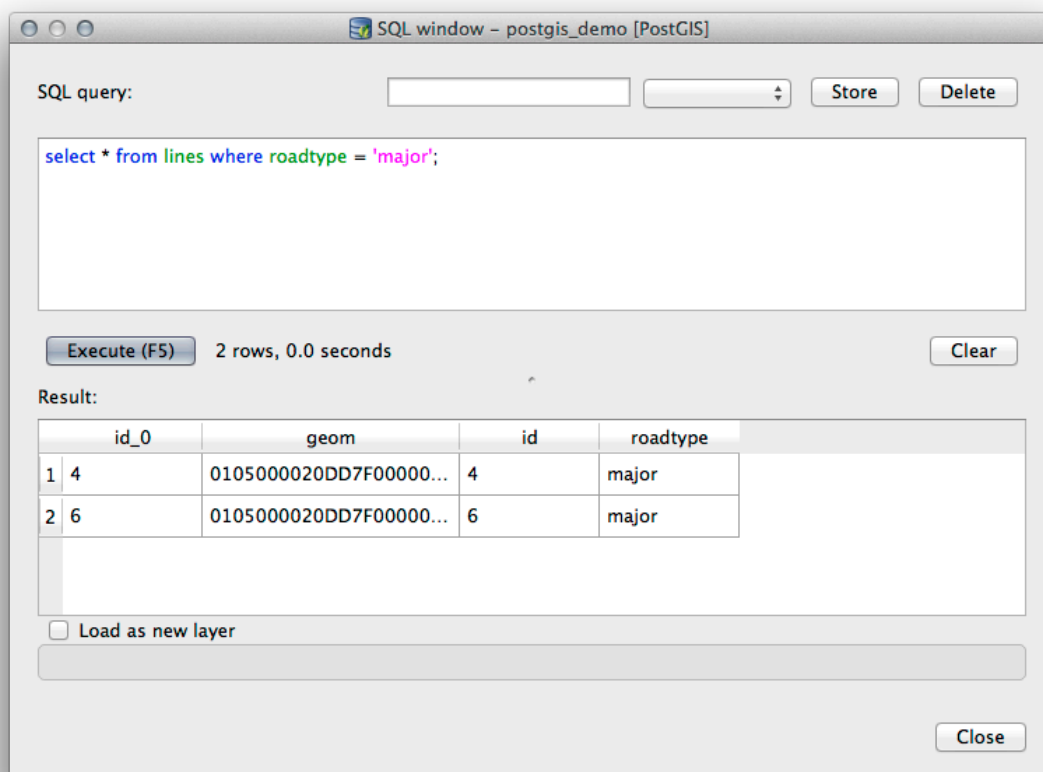 SQL window – postgis_demo [PostGIS]
SQL query:
Store
Delete
select * from lines where roadtype = 'major';
Execute (F5)
2 rows, 0.0 seconds
Clear
Result:
id_0 geom id roadtype
1 4 0105000020DD7F00000... 4 major
2 6 0105000020DD7F00000... 6 major
Load as new layer
Close